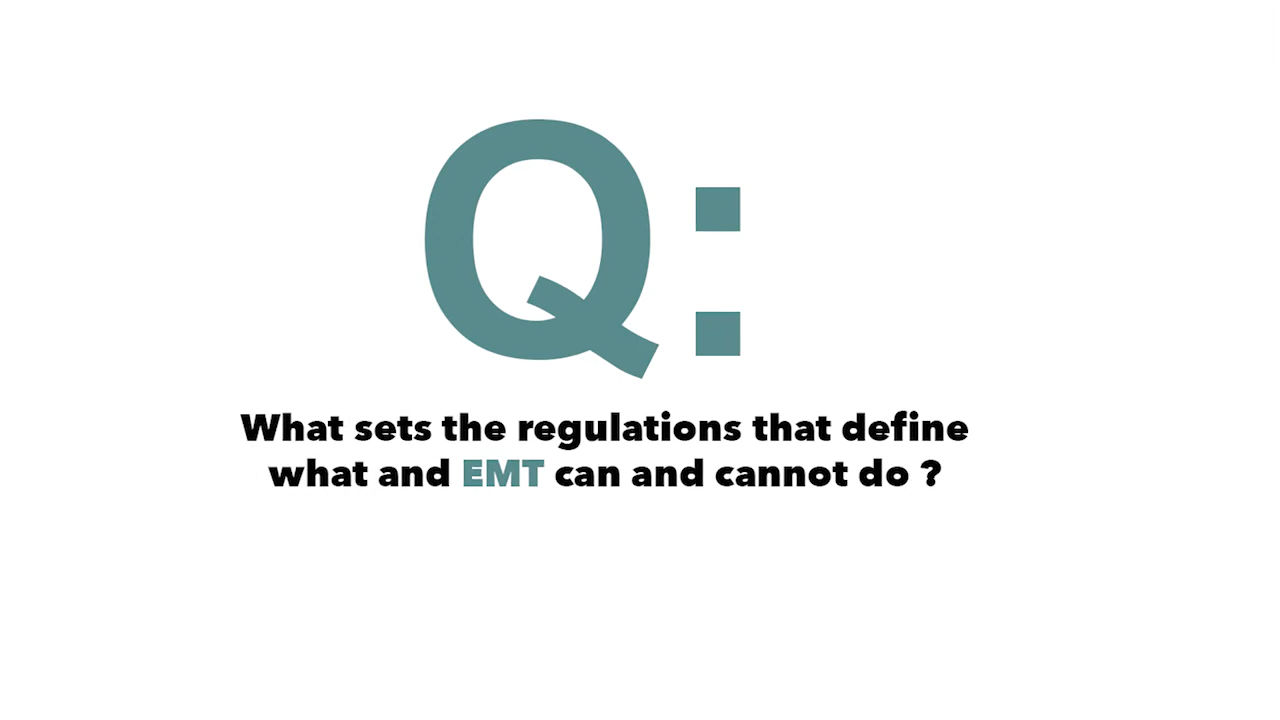 Q:
What sets the regulations that define
what and EMT can and cannot do ?